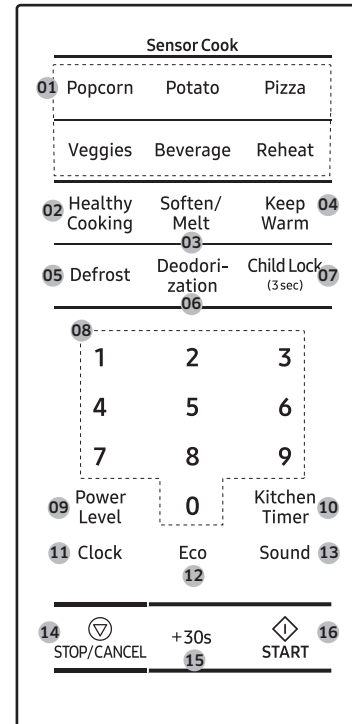 Sensor Cook
01 Popcorn Potato Pizza
Veggies Beverage Reheat
02 Healthy Cooking Soften/ Melt Keep Warm 04
03
05 Defrost Deodori- zation Child Lock (3 sec) 07
06
08
1 2 3
4 5 6
7 8 9
09 Power Level 0 Kitchen Timer 10
11 Clock Eco Sound 13
12
14 STOP/CANCEL +30s START 16
15